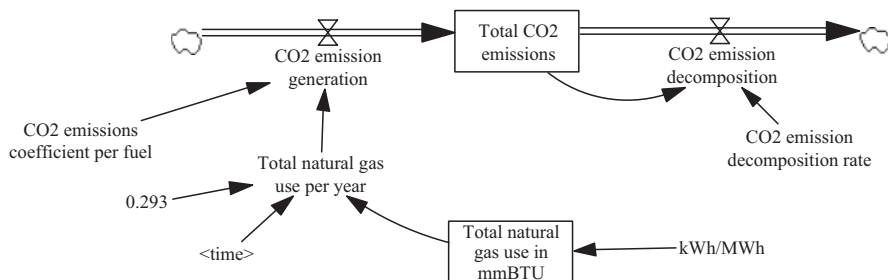 Total CO2
emissions
CO2 emission
generation
CO2 emission
decomposition
CO2 emissions
coefficient per fuel
CO2 emission
decomposition rate
Total natural gas
use per year
0.293
<time>
Total natural
gas use in
mmBTU
kWh/MWh